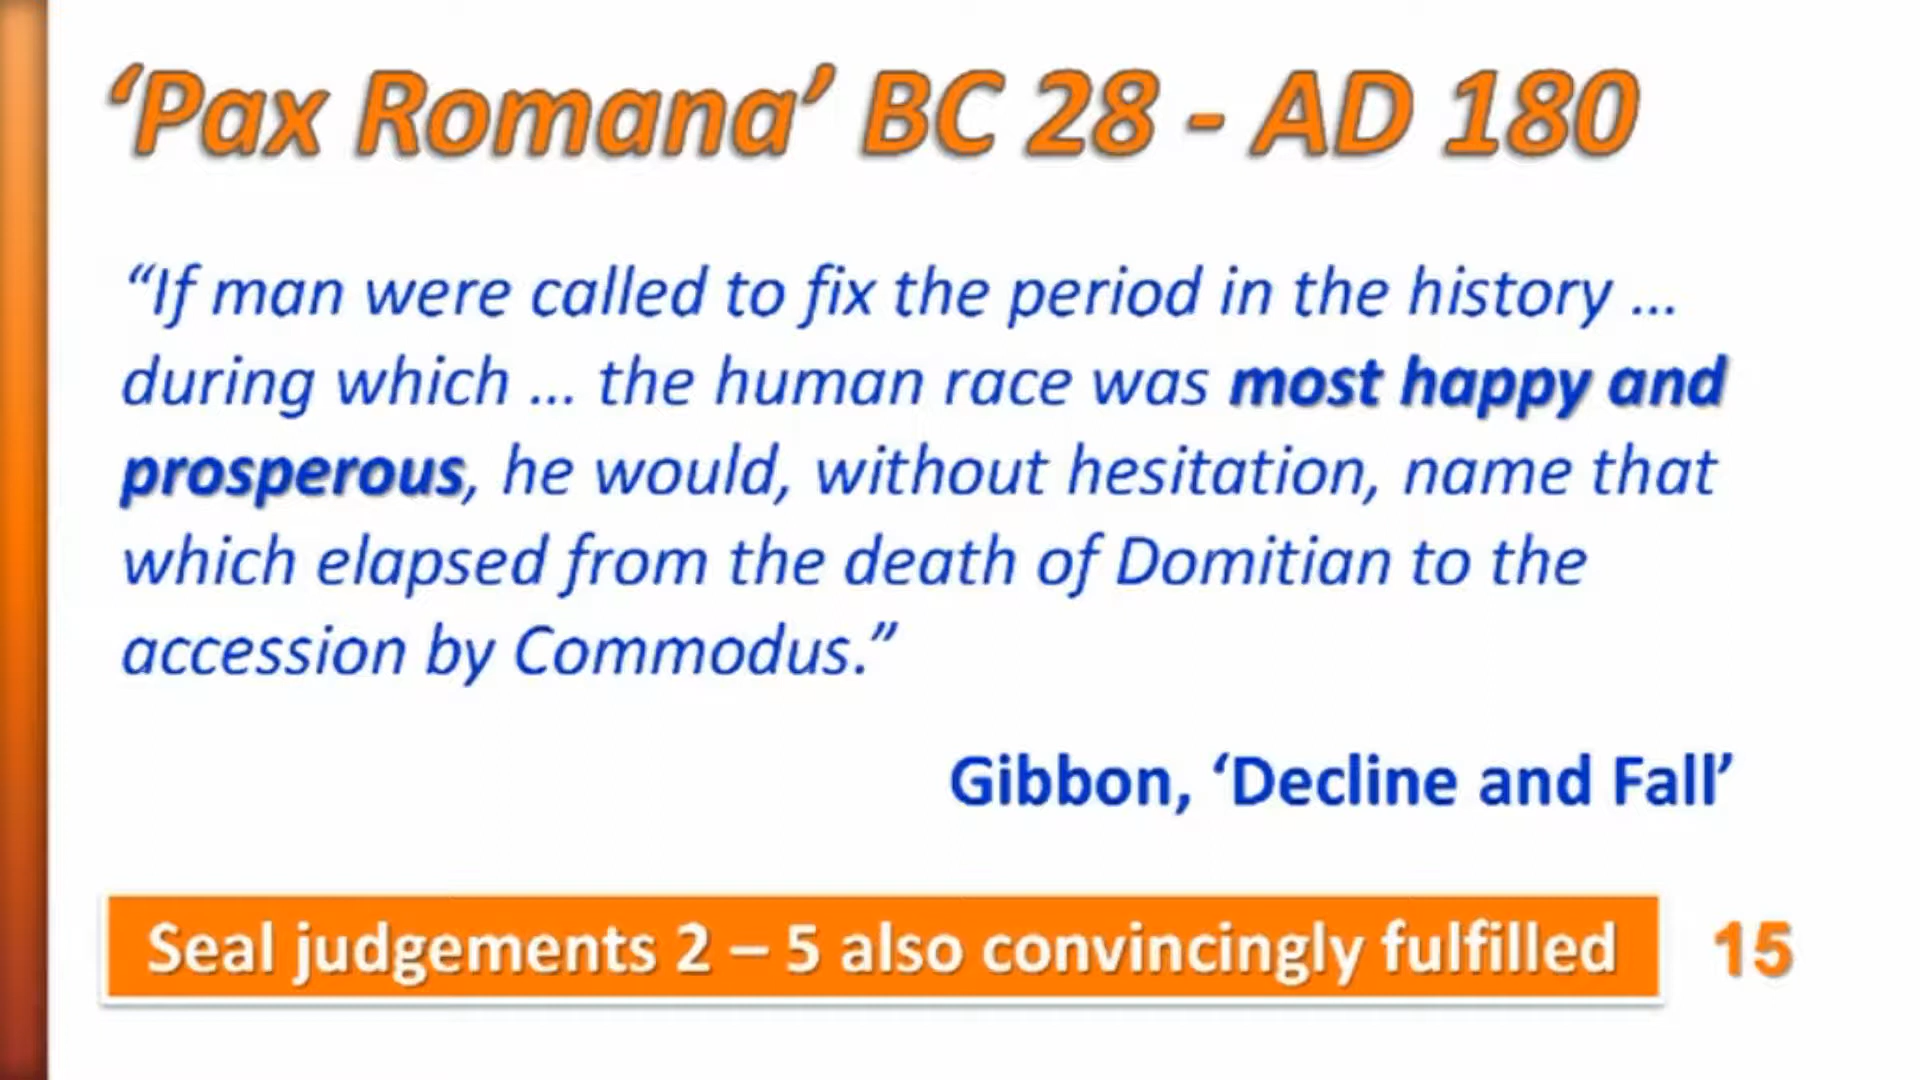 ‘Pax Romana’ BC 28 - AD 180
“If man were called to fix the period in the history ...
during which ... the human race was most happy and
prosperous, he would, without hesitation, name that
which elapsed from the death of Domitian to the
accession by Commodus.”
Gibbon, ‘Decline and Fall’
Seal judgements 2 – 5 also convincingly fulfilled
15